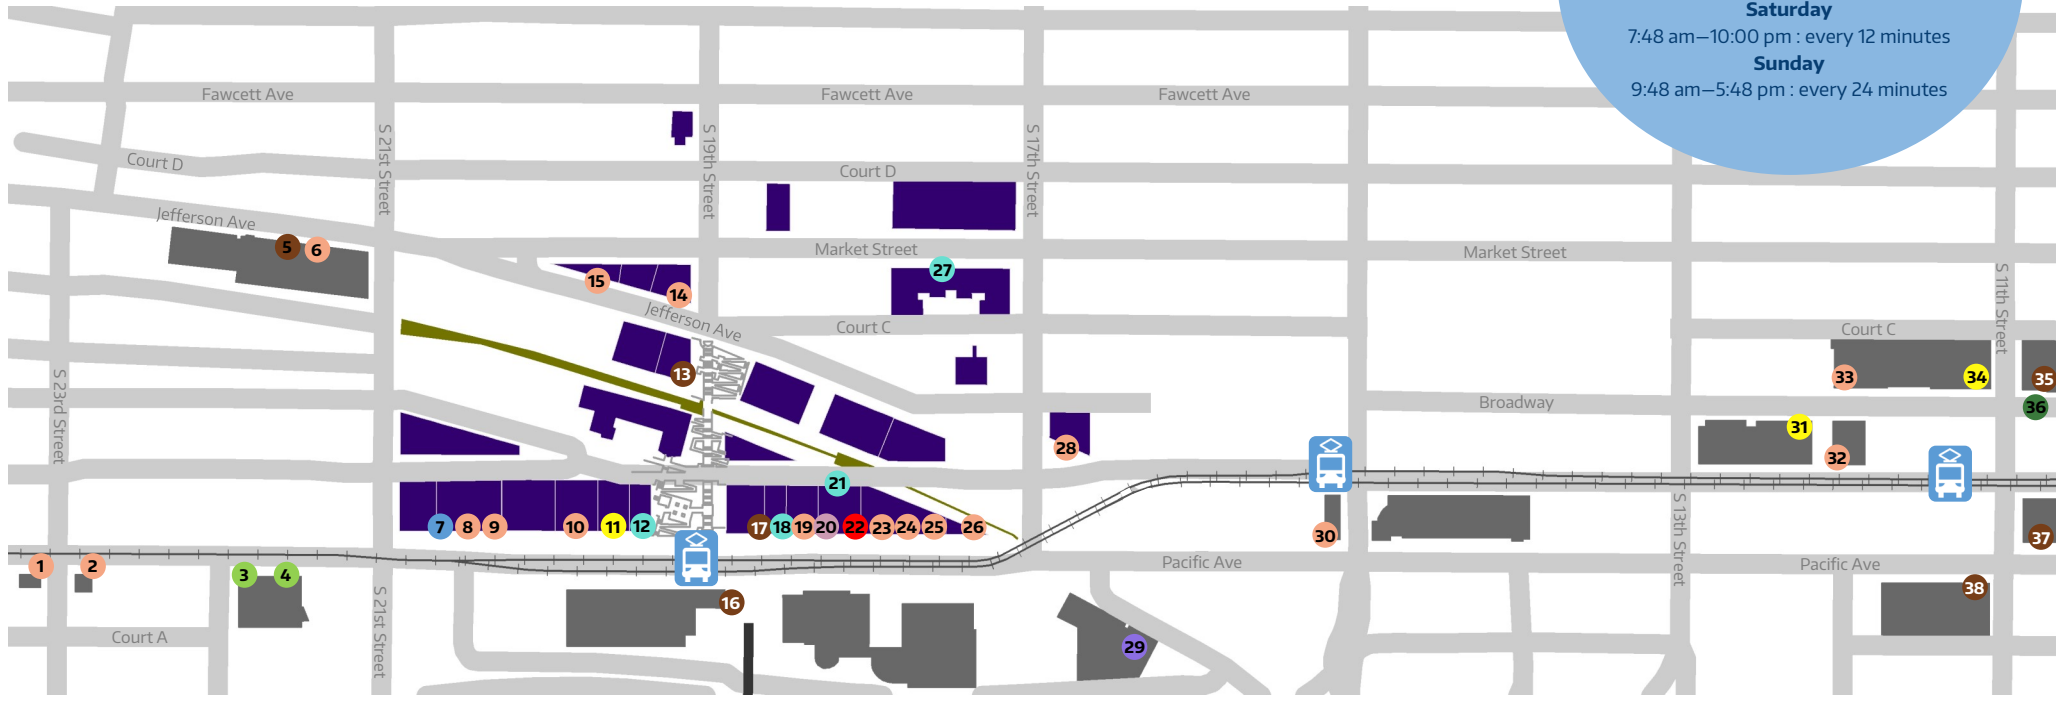 Saturday
7:48 am–10:00 pm : every 12 minutes
Sunday
9:48 am–5:48 pm : every 24 minutes
Fawcett Ave
Fawcett Ave
Fawcett Ave
S 21st Street
S 19th Street
S 17th Street
Court D
Court D
Jefferson Ave
5
6
Market Street
Market Street
27
15
14
Jefferson Ave
Court C
Court C
S 11th Street
13
33
34
35
S 23rd Street
Broadway
36
31
28
32
21
7
8
9
10
11
12
17
18
19
20
22
23
24
25
26
30
37
S 13th Street
1
2
3
4
Pacific Ave
Pacific Ave
S 21st Street
16
38
Court A
29